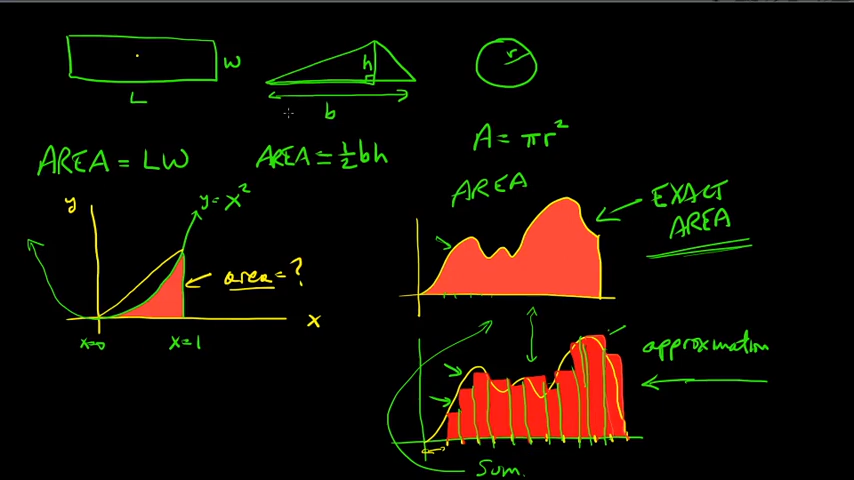 W
L
h
b
r
AREA = LW
AREA = ½bh
A = πr²
y
y = x²
area = ?
x
x=0
x=1
AREA
EXACT
AREA
approximation
Sum.